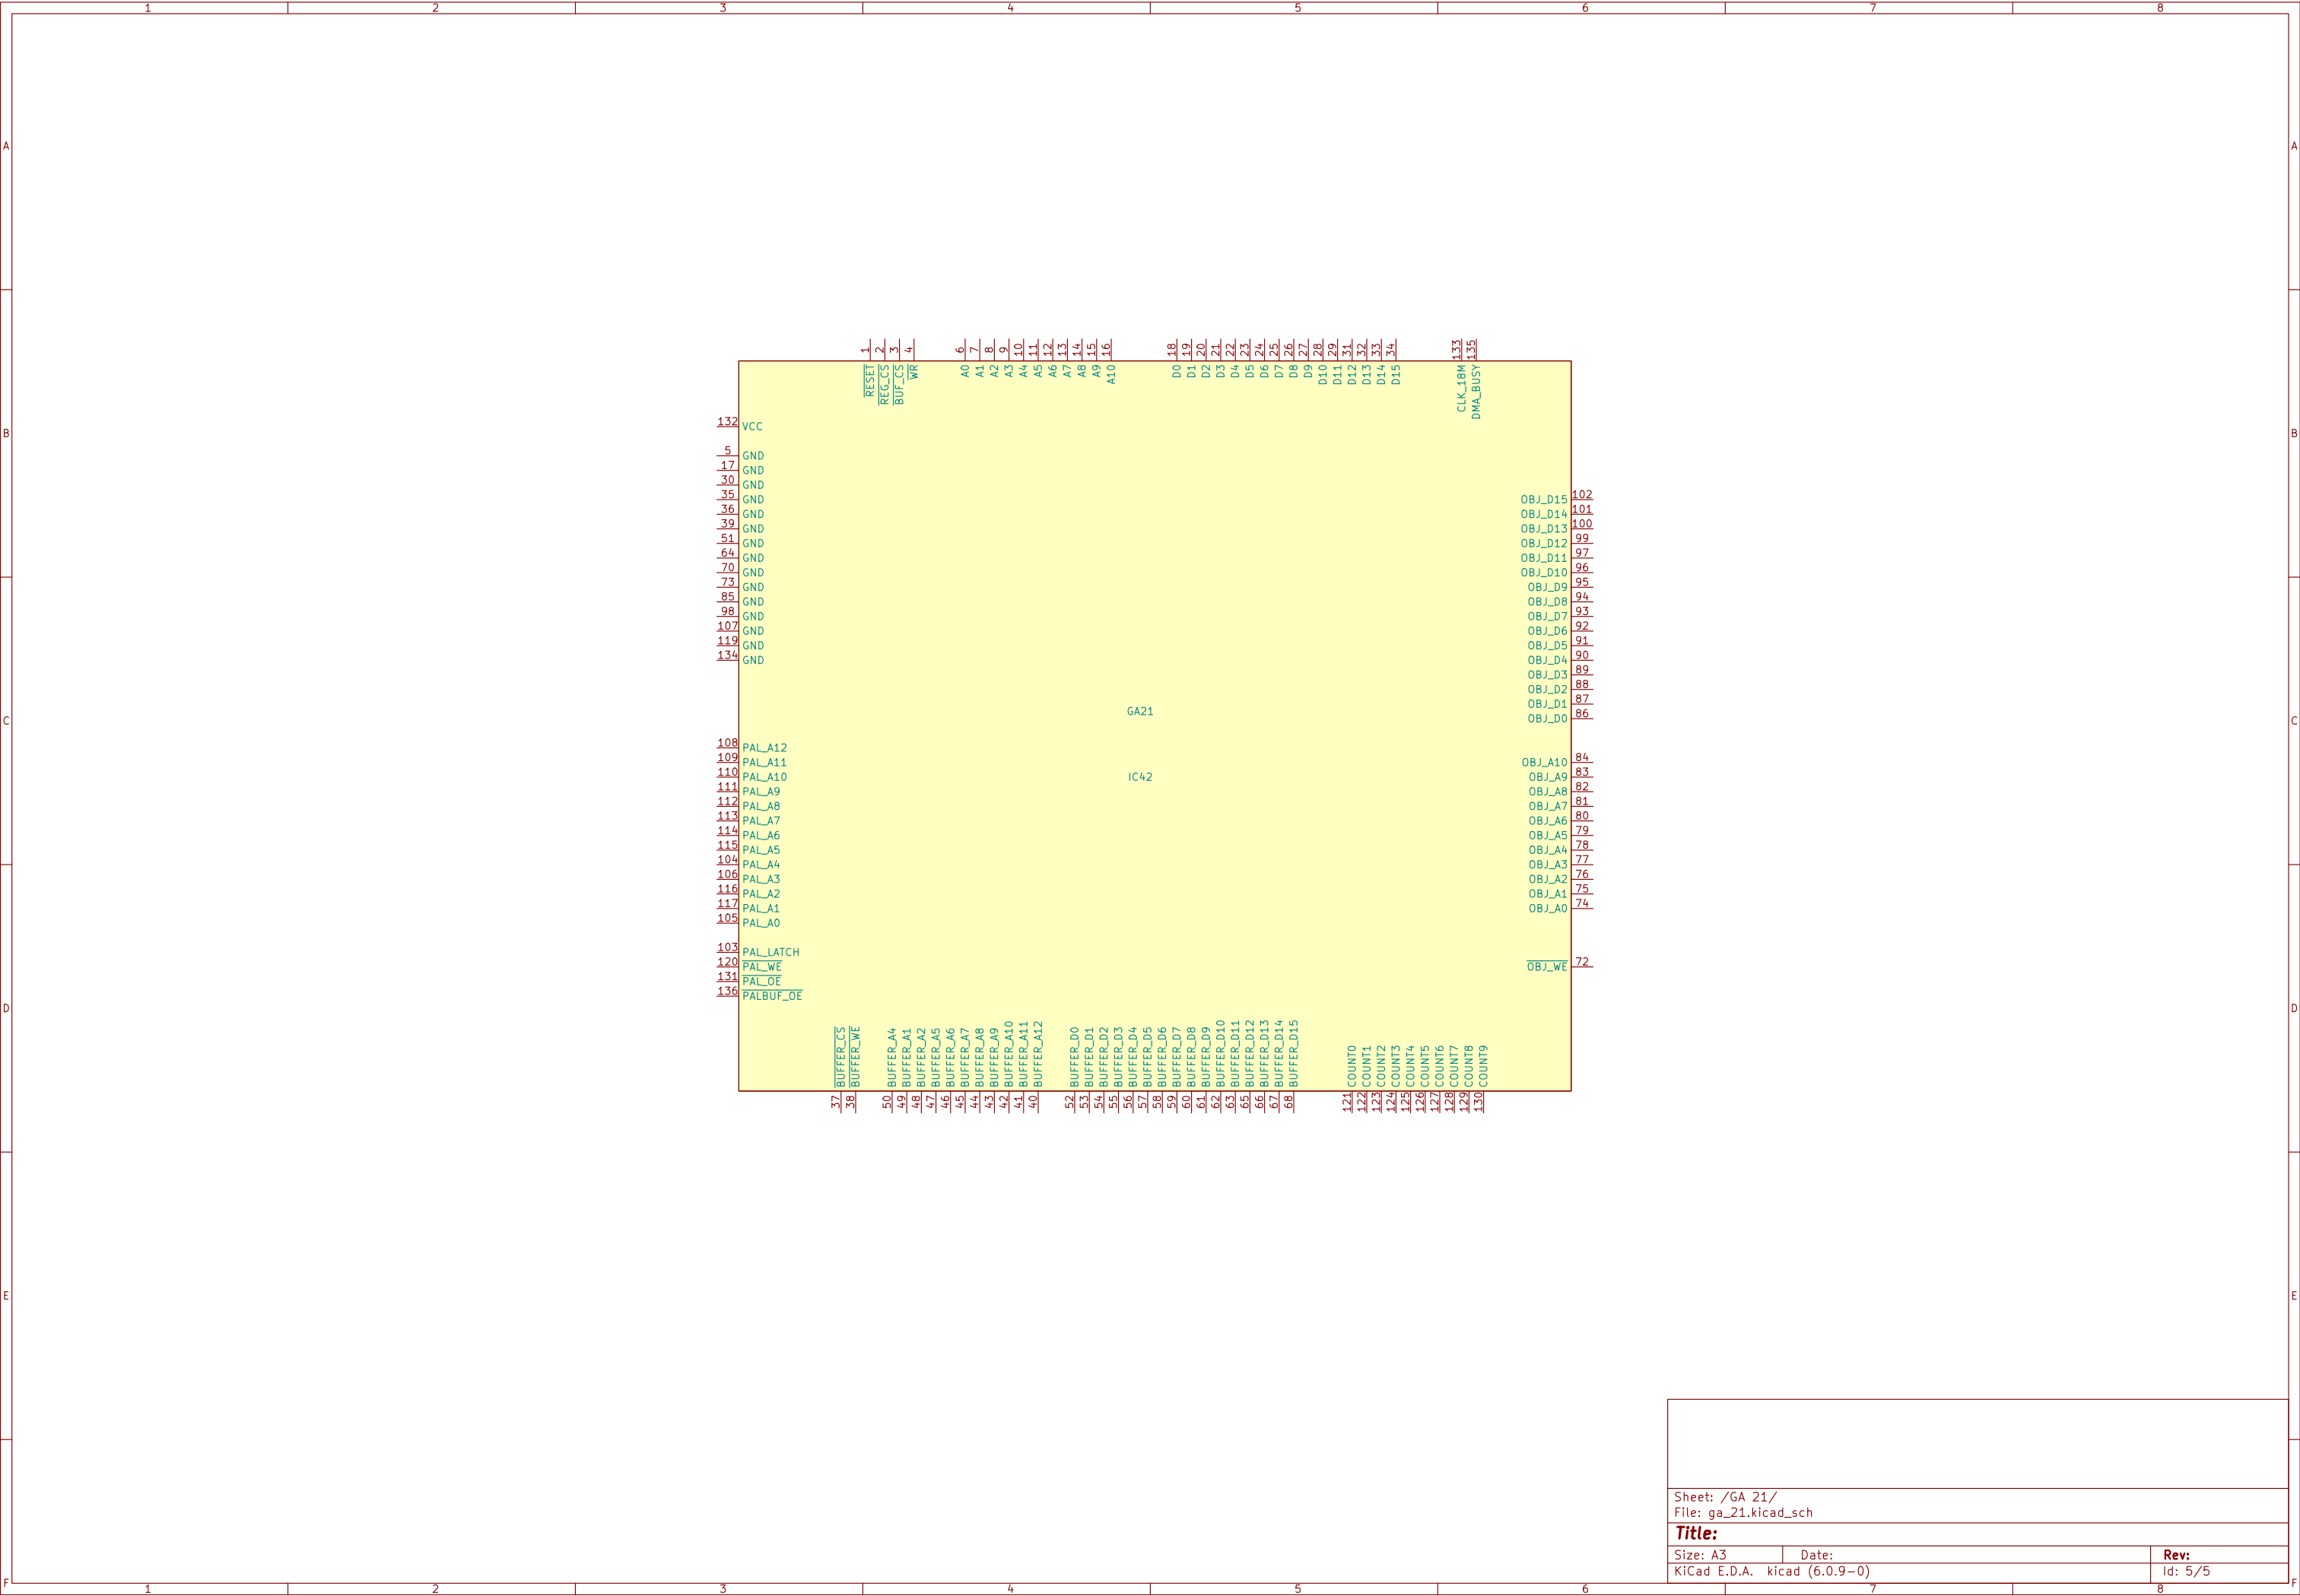 1 2 3 4 5 6 7 8
A A
1 2 3 4 6 7 8 9 10 11 12 13 14 15 16 18 19 20 21 22 23 24 25 26 27 28 29 31 32 33 34 133 135
RESET REG_CS BUF_CS WR A0 A1 A2 A3 A4 A5 A6 A7 A8 A9 A10 D0 D1 D2 D3 D4 D5 D6 D7 D8 D9 D10 D11 D12 D13 D14 D15 CLK_18M DMA_BUSY
132 VCC
B B
5 GND
17 GND
30 GND
35 GND OBJ_D15 102
36 GND OBJ_D14 101
39 GND OBJ_D13 100
51 GND OBJ_D12 99
64 GND OBJ_D11 97
70 GND OBJ_D10 96
73 GND OBJ_D9 95
85 GND OBJ_D8 94
98 GND OBJ_D7 93
107 GND OBJ_D6 92
119 GND OBJ_D5 91
134 GND OBJ_D4 90
OBJ_D3 89
OBJ_D2 88
OBJ_D1 87
GA21
C OBJ_D0 86 C
108 PAL_A12
109 PAL_A11 OBJ_A10 84
110 PAL_A10 IC42 OBJ_A9 83
111 PAL_A9 OBJ_A8 82
112 PAL_A8 OBJ_A7 81
113 PAL_A7 OBJ_A6 80
114 PAL_A6 OBJ_A5 79
115 PAL_A5 OBJ_A4 78
104 PAL_A4 OBJ_A3 77
106 PAL_A3 OBJ_A2 76
116 PAL_A2 OBJ_A1 75
117 PAL_A1 OBJ_A0 74
105 PAL_A0
103 PAL_LATCH
120 PAL_WE OBJ_WE 72
131 PAL_OE
136 PALBUF_OE
D D
BUFFER_CS BUFFER_WE BUFFER_A4 BUFFER_A1 BUFFER_A2 BUFFER_A5 BUFFER_A6 BUFFER_A7 BUFFER_A8 BUFFER_A9 BUFFER_A10 BUFFER_A11 BUFFER_A12 BUFFER_D0 BUFFER_D1 BUFFER_D2 BUFFER_D3 BUFFER_D4 BUFFER_D5 BUFFER_D6 BUFFER_D7 BUFFER_D8 BUFFER_D9 BUFFER_D10 BUFFER_D11 BUFFER_D12 BUFFER_D13 BUFFER_D14 BUFFER_D15 COUNT0 COUNT1 COUNT2 COUNT3 COUNT4 COUNT5 COUNT6 COUNT7 COUNT8 COUNT9
37 38 50 49 48 47 46 45 44 43 42 41 40 52 53 54 55 56 57 58 59 60 61 62 63 65 66 67 68 121 122 123 124 125 126 127 128 129 130
E E
Sheet: /GA 21/
File: ga_21.kicad_sch
Title:
Size: A3 Date: Rev:
KiCad E.D.A. kicad (6.0.9-0) Id: 5/5
F F
1 2 3 4 5 6 7 8